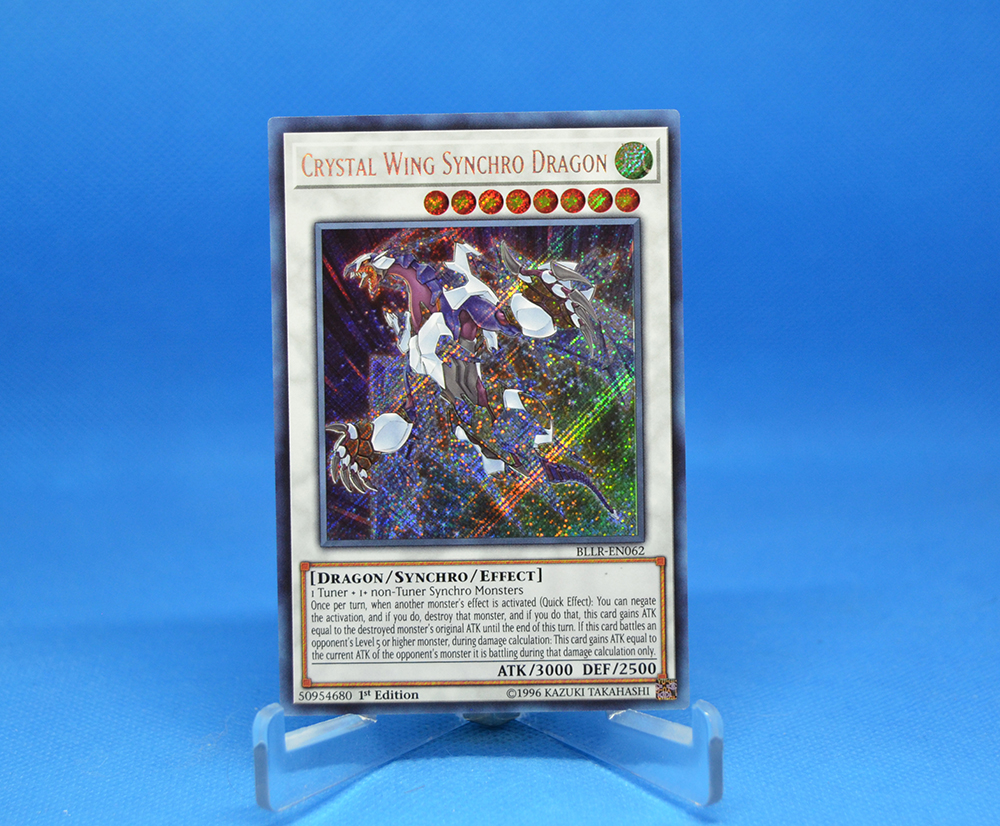 CRYSTAL WING SYNCHRO DRAGON
BLLR-EN062
[DRAGON/SYNCHRO/EFFECT]
1 Tuner + 1+ non-Tuner Synchro Monsters
Once per turn, when another monster's effect is activated (Quick Effect): You can negate
the activation, and if you do, destroy that monster, and if you do that, this card gains ATK
equal to the destroyed monster's original ATK until the end of this turn. If this card battles an
opponent's Level 5 or higher monster, during damage calculation: This card gains ATK equal to
the current ATK of the opponent's monster it is battling during that damage calculation only.
ATK/3000 DEF/2500
50954680 1st Edition ©1996 KAZUKI TAKAHASHI